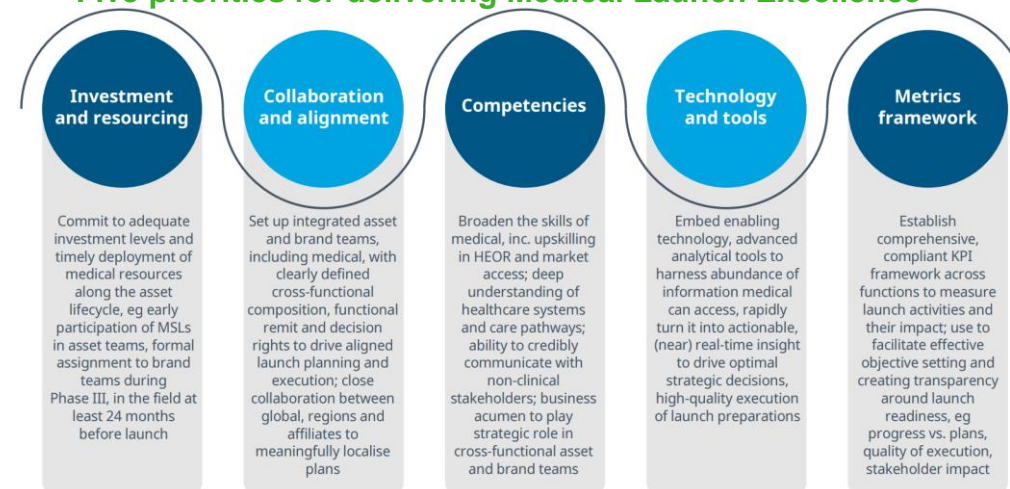 Five priorities for delivering Medical Launch Excellence
Investment
and resourcing
Commit to adequate
investment levels and
timely deployment of
medical resources
along the asset
lifecycle, eg early
participation of MSLs
in asset teams, formal
assignment to brand
teams during
Phase III, in the field at
least 24 months
before launch
Collaboration
and alignment
Set up integrated asset
and brand teams,
including medical, with
clearly defined
cross-functional
composition, functional
remit and decision
rights to drive aligned
launch planning and
execution; close
collaboration between
global, regions and
affiliates to
meaningfully localise
plans
Competencies
Broaden the skills of
medical, inc. upskilling
in HEOR and market
access; deep
understanding of
healthcare systems
and care pathways;
ability to credibly
communicate with
non-clinical
stakeholders; business
acumen to play
strategic role in
cross-functional asset
and brand teams
Technology
and tools
Embed enabling
technology, advanced
analytical tools to
harness abundance of
information medical
can access, rapidly
turn it into actionable,
(near) real-time insight
to drive optimal
strategic decisions,
high-quality execution
of launch preparations
Metrics
framework
Establish
comprehensive,
compliant KPI
framework across
functions to measure
launch activities and
their impact; use to
facilitate effective
objective setting and
creating transparency
around launch
readiness, eg
progress vs. plans,
quality of execution,
stakeholder impact